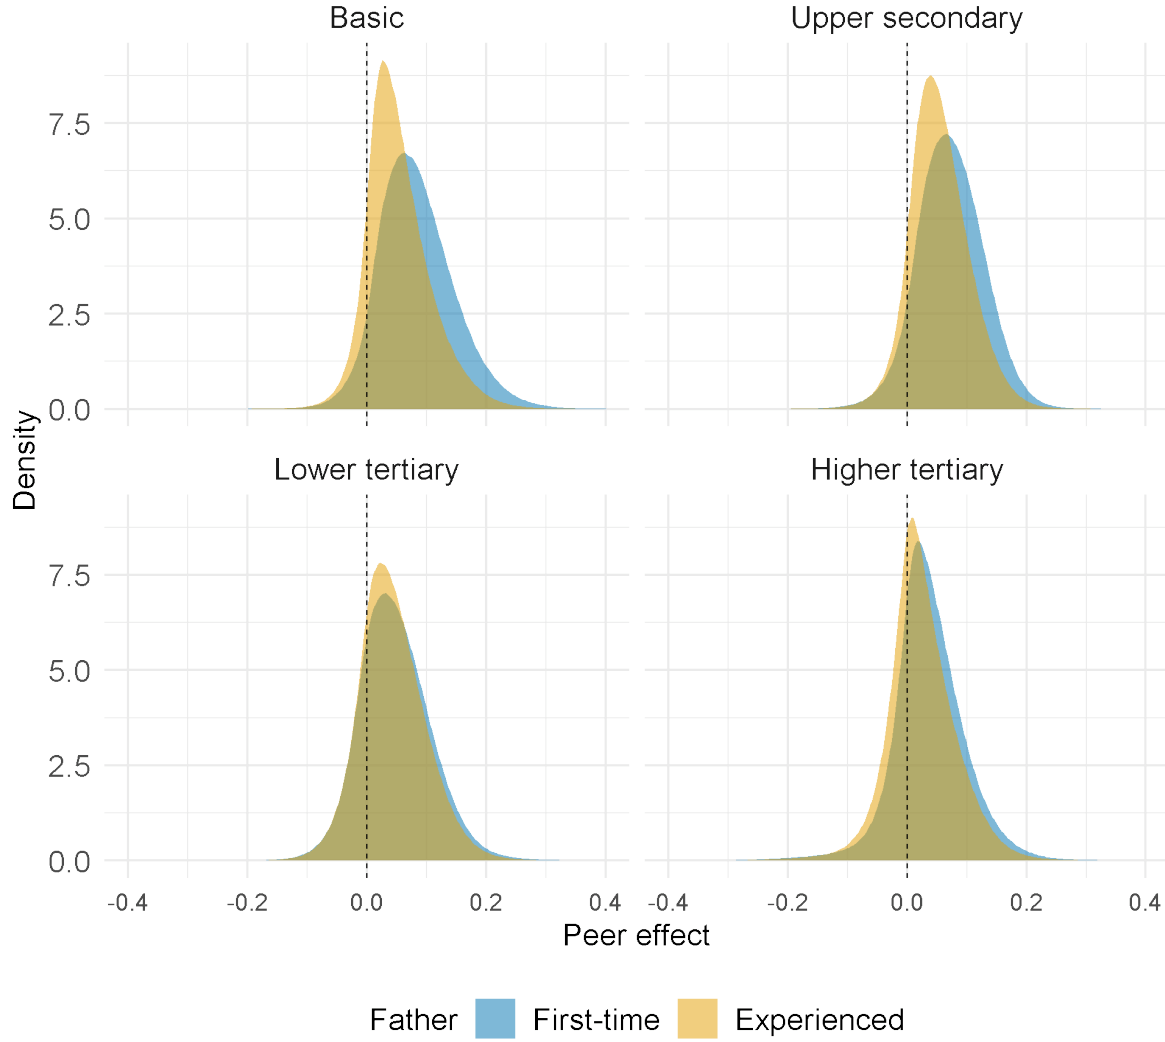 Basic
Upper secondary
7.5
5.0
2.5
0.0
Lower tertiary
Higher tertiary
Density
7.5
5.0
2.5
0.0
-0.4 -0.2 0.0 0.2 0.4 -0.4 -0.2 0.0 0.2 0.4
Peer effect
Father First-time Experienced